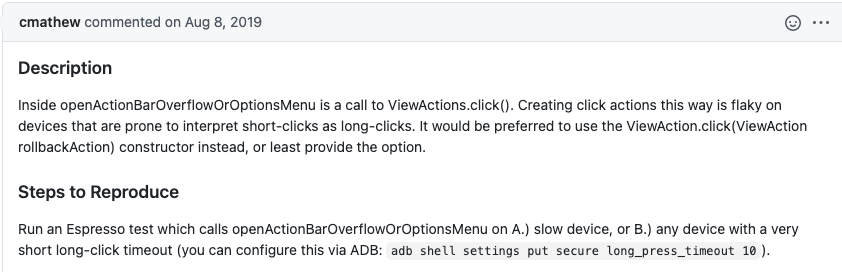 cmathew commented on Aug 8, 2019
Description
Inside openActionBarOverflowOrOptionsMenu is a call to ViewActions.click(). Creating click actions this way is flaky on
devices that are prone to interpret short-clicks as long-clicks. It would be preferred to use the ViewAction.click(ViewAction
rollbackAction) constructor instead, or least provide the option.
Steps to Reproduce
Run an Espresso test which calls openActionBarOverflowOrOptionsMenu on A.) slow device, or B.) any device with a very
short long-click timeout (you can configure this via ADB: adb shell settings put secure long_press_timeout 10 ).